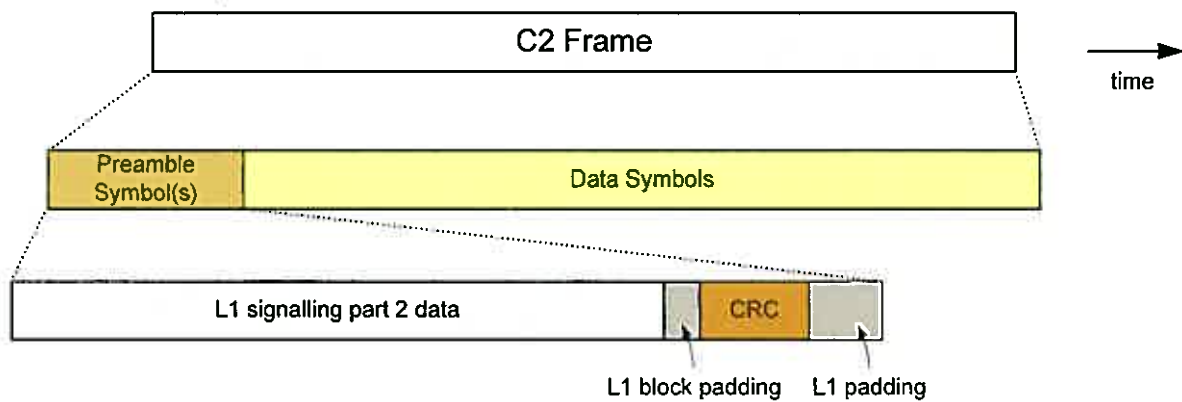 C2 Frame
time
Preamble
Symbol(s)
Data Symbols
L1 signalling part 2 data
CRC
L1 block padding
L1 padding